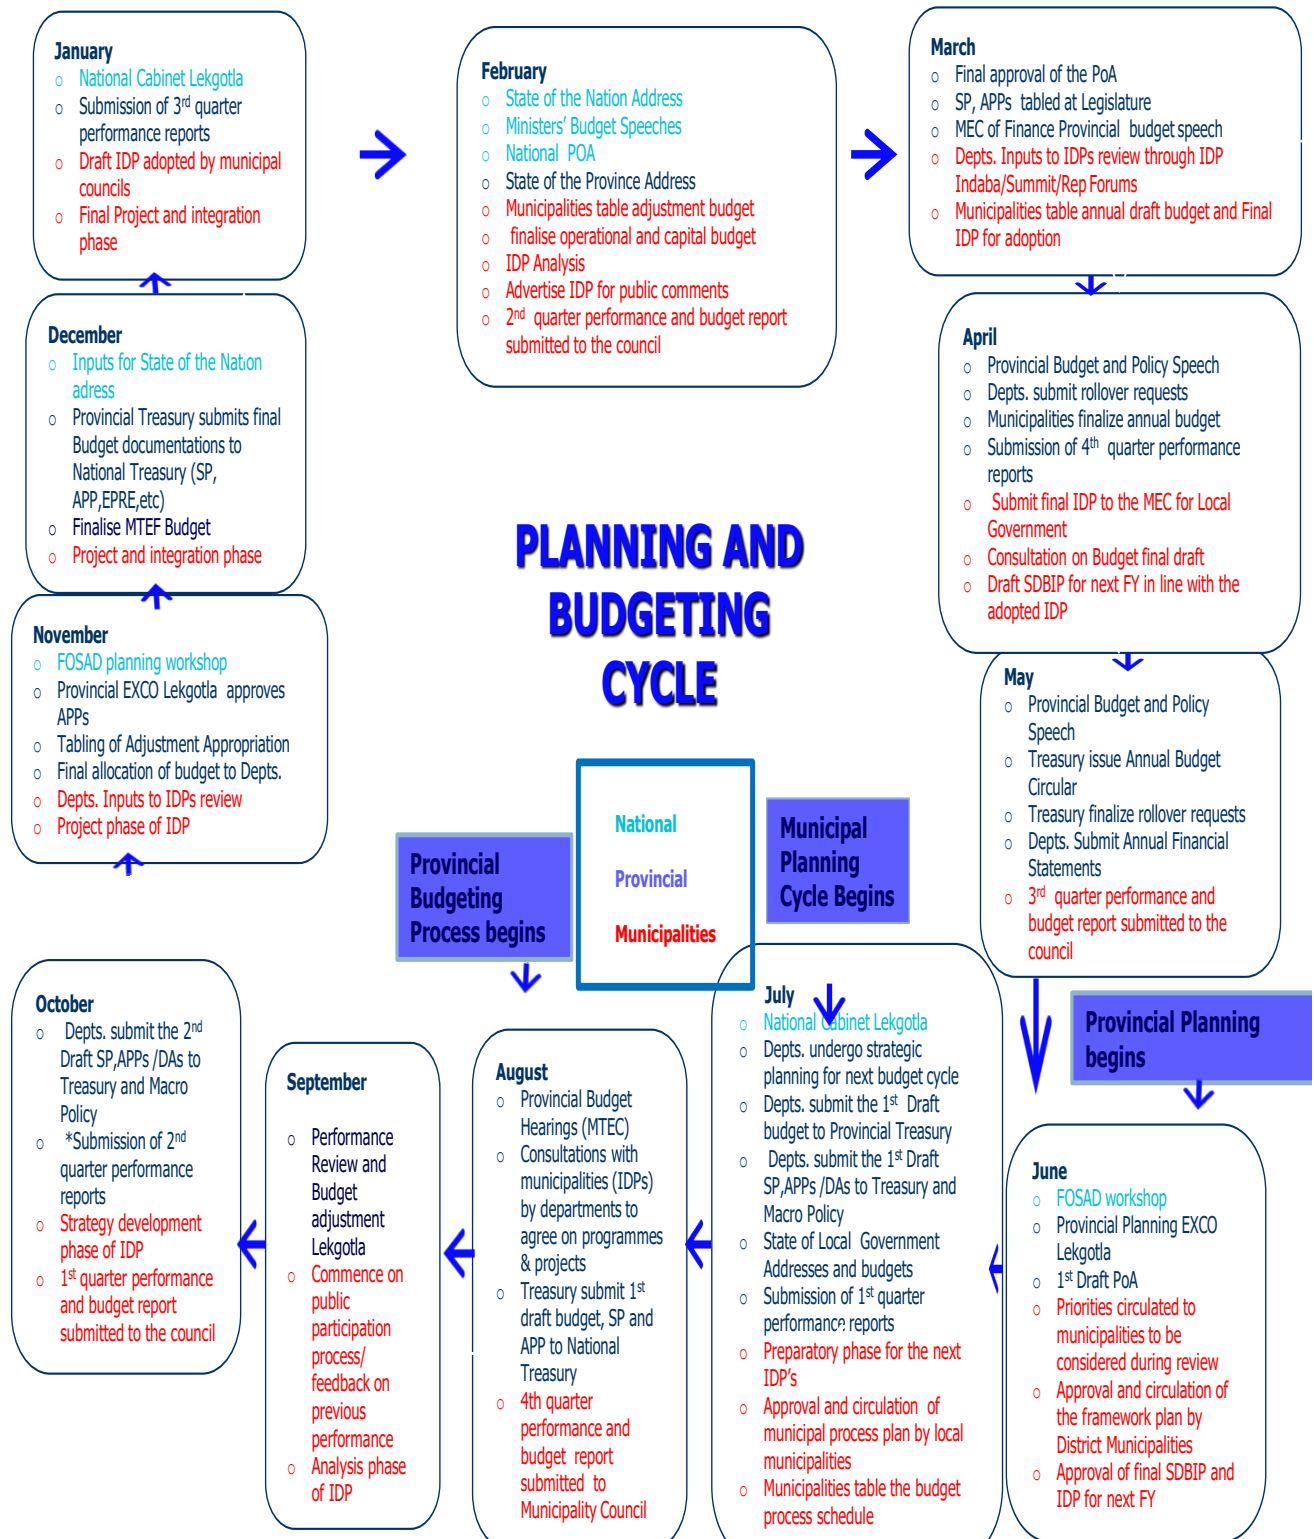 January
○ National Cabinet Lekgotla
○ Submission of 3rd quarter
performance reports
○ Draft IDP adopted by municipal
councils
○ Final Project and integration
phase
February
○ State of the Nation Address
○ Ministers' Budget Speeches
○ National POA
○ State of the Province Address
○ Municipalities table adjustment budget
○ finalise operational and capital budget
○ IDP Analysis
○ Advertise IDP for public comments
○ 2nd quarter performance and budget report
submitted to the council
March
○ Final approval of the PoA
○ SP, APPs tabled at Legislature
○ MEC of Finance Provincial budget speech
○ Depts. Inputs to IDPs review through IDP
Indaba/Summit/Rep Forums
○ Municipalities table annual draft budget and Final
IDP for adoption
April
○ Provincial Budget and Policy Speech
○ Depts. submit rollover requests
○ Municipalities finalize annual budget
○ Submission of 4th quarter performance
reports
○ Submit final IDP to the MEC for Local
Government
○ Consultation on Budget final draft
○ Draft SDBIP for next FY in line with the
adopted IDP
May
○ Provincial Budget and Policy
Speech
○ Treasury issue Annual Budget
Circular
○ Treasury finalize rollover requests
○ Depts. Submit Annual Financial
Statements
○ 3rd quarter performance and
budget report submitted to the
council
Provincial Planning
begins
June
○ FOSAD workshop
○ Provincial Planning EXCO
Lekgotla
○ 1st Draft PoA
○ Priorities circulated to
municipalities to be
considered during review
○ Approval and circulation of
the framework plan by
District Municipalities
○ Approval of final SDBIP and
IDP for next FY
Municipal
Planning
Cycle Begins
July
○ National Cabinet Lekgotla
○ Depts. undergo strategic
planning for next budget cycle
○ Depts. submit the 1st Draft
budget to Provincial Treasury
○ Depts. submit the 1st Draft
SP,APPs /DAs to Treasury and
Macro Policy
○ State of Local Government
Addresses and budgets
○ Submission of 1st quarter
performance reports
○ Preparatory phase for the next
IDP's
○ Approval and circulation of
municipal process plan by local
municipalities
○ Municipalities table the budget
process schedule
Provincial
Budgeting
Process begins
August
○ Provincial Budget
Hearings (MTEC)
○ Consultations with
municipalities (IDPs)
by departments to
agree on programmes
& projects
○ Treasury submit 1st
draft budget, SP and
APP to National
Treasury
○ 4th quarter
performance and
budget report
submitted to
Municipality Council
September
○ Performance
Review and
Budget
adjustment
Lekgotla
○ Commence on
public
participation
process/
feedback on
previous
performance
○ Analysis phase
of IDP
October
○ Depts. submit the 2nd
Draft SP,APPs /DAs to
Treasury and Macro
Policy
○ *Submission of 2nd
quarter performance
reports
○ Strategy development
phase of IDP
○ 1st quarter performance
and budget report
submitted to the council
November
○ FOSAD planning workshop
○ Provincial EXCO Lekgotla approves
APPs
○ Tabling of Adjustment Appropriation
○ Final allocation of budget to Depts.
○ Depts. Inputs to IDPs review
○ Project phase of IDP
December
○ Inputs for State of the Nation
adress
○ Provincial Treasury submits final
Budget documentations to
National Treasury (SP,
APP,EPRE,etc)
○ Finalise MTEF Budget
○ Project and integration phase
PLANNING AND
BUDGETING
CYCLE
National
Provincial
Municipalities